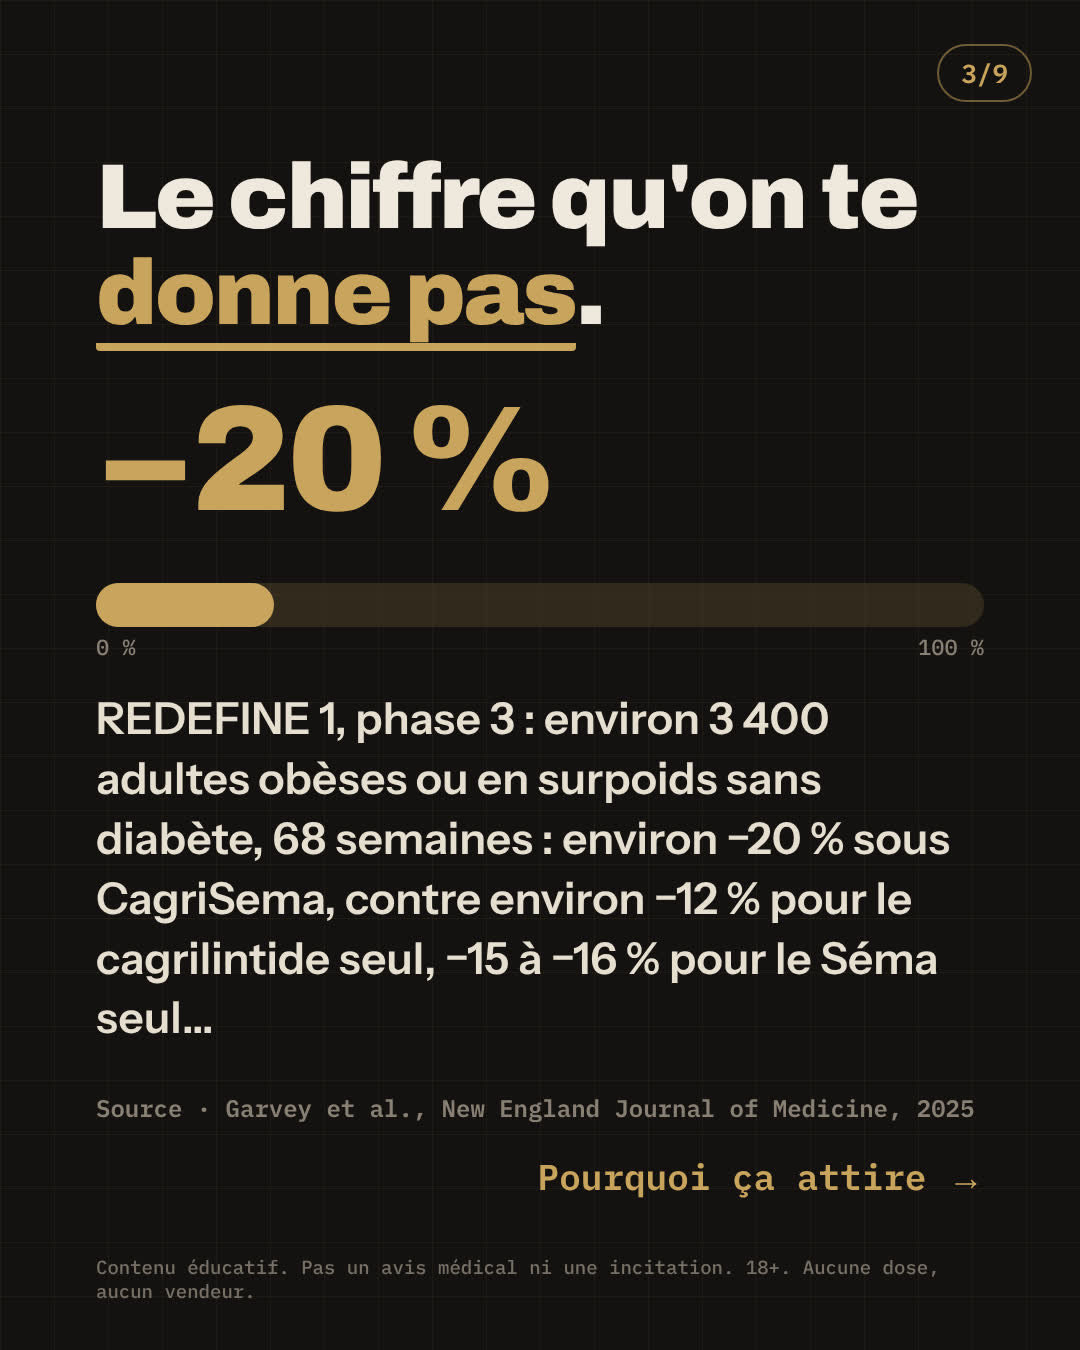 3/9
Le chiffre qu'on te
donne pas.
−20 %
0 %
100 %
REDEFINE 1, phase 3 : environ 3 400
adultes obèses ou en surpoids sans
diabète, 68 semaines : environ −20 % sous
CagriSema, contre environ −12 % pour le
cagrilintide seul, −15 à −16 % pour le Séma
seul...
Source · Garvey et al., New England Journal of Medicine, 2025
Pourquoi ça attire →
Contenu éducatif. Pas un avis médical ni une incitation. 18+. Aucune dose,
aucun vendeur.